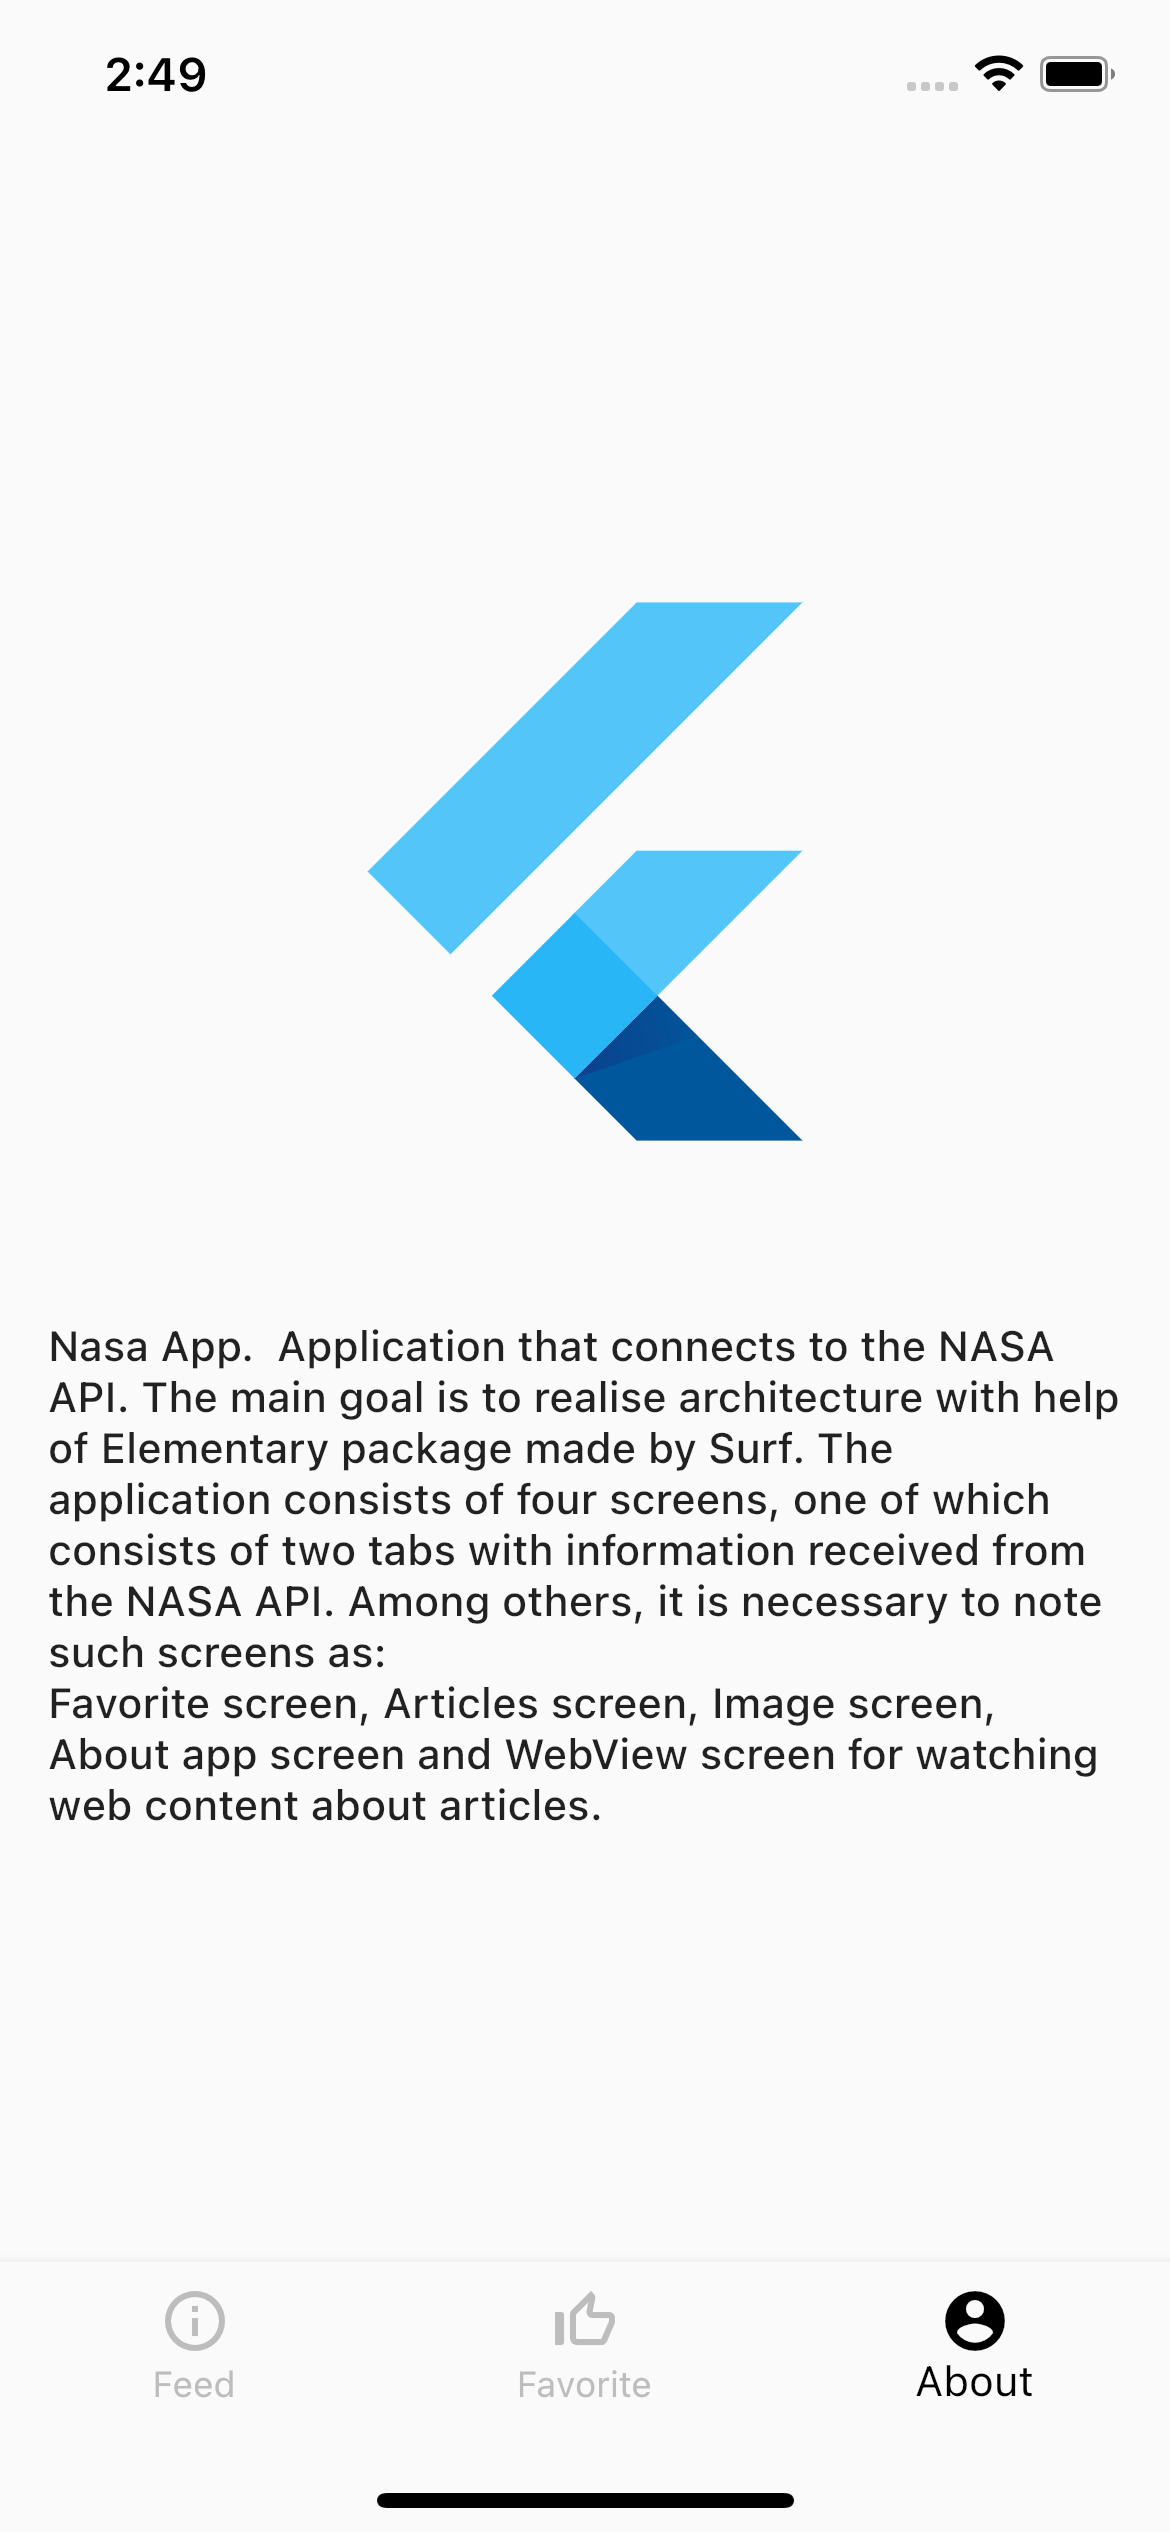 2:49
Nasa App.  Application that connects to the NASA
API. The main goal is to realise architecture with help
of Elementary package made by Surf. The
application consists of four screens, one of which
consists of two tabs with information received from
the NASA API. Among others, it is necessary to note
such screens as:
Favorite screen, Articles screen, Image screen,
About app screen and WebView screen for watching
web content about articles.
Feed
Favorite
About